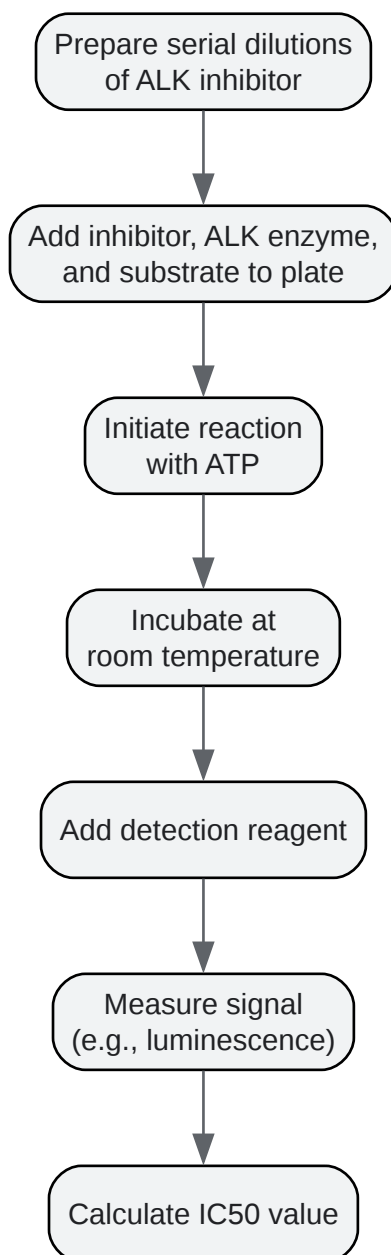 Prepare serial dilutions
of ALK inhibitor
Add inhibitor, ALK enzyme,
and substrate to plate
Initiate reaction
with ATP
Incubate at
room temperature
Add detection reagent
Measure signal
(e.g., luminescence)
Calculate IC50 value